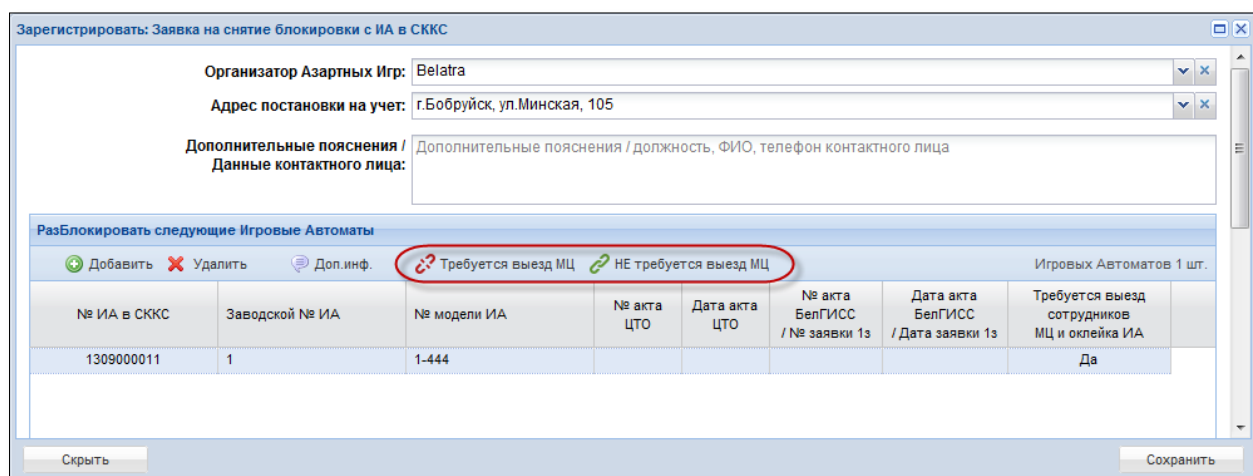 Зарегистрировать: Заявка на снятие блокировки с ИА в СККС
Организатор Азартных Игр: Belatra
Адрес постановки на учет: г.Бобруйск, ул.Минская, 105
Дополнительные пояснения /
Данные контактного лица:
Дополнительные пояснения / должность, ФИО, телефон контактного лица
РазБлокировать следующие Игровые Автоматы
Добавить Удалить Доп.инф. Требуется выезд МЦ НЕ требуется выезд МЦ Игровых Автоматов 1 шт.
№ ИА в СККС
Заводской № ИА
№ модели ИА
№ акта
ЦТО
Дата акта
ЦТО
№ акта
БелГИСС
/ № заявки 1з
Дата акта
БелГИСС
/ Дата заявки 1з
Требуется выезд
сотрудников
МЦ и оклейка ИА
1309000011 1 1-444 Да
Скрыть Сохранить